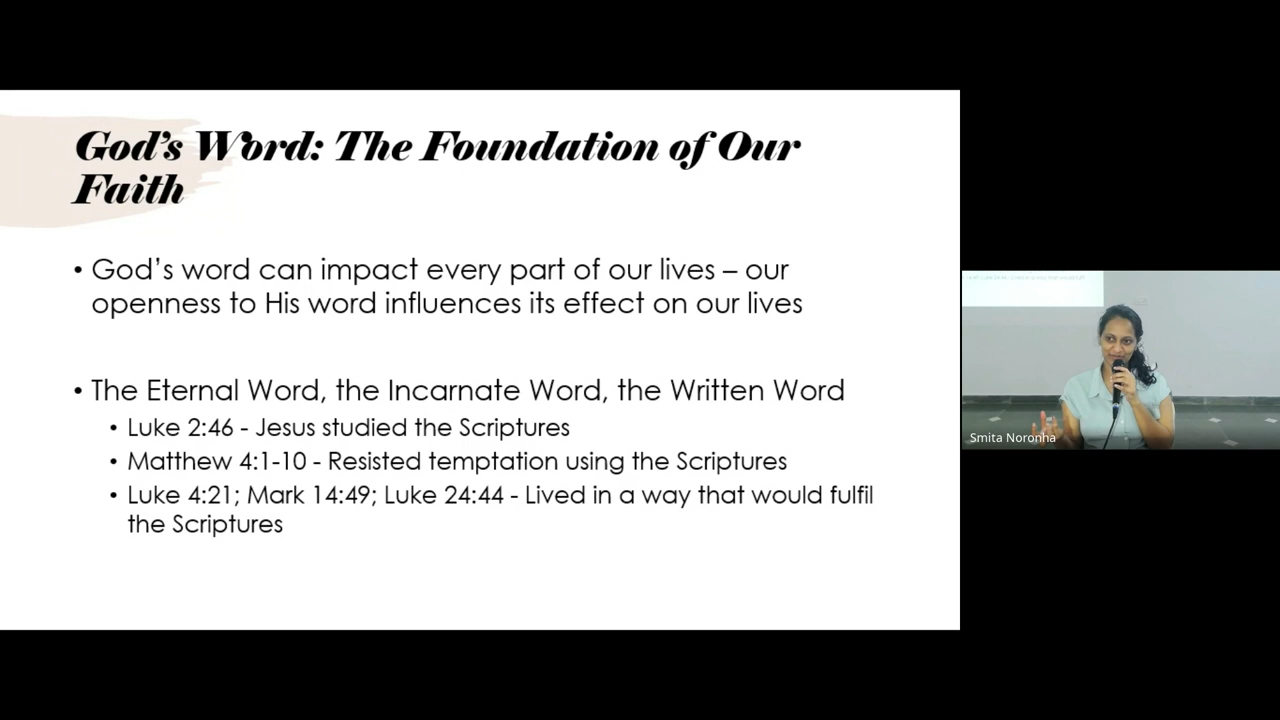 God's Word: The Foundation of Our
Faith
• God's word can impact every part of our lives – our
openness to His word influences its effect on our lives
• The Eternal Word, the Incarnate Word, the Written Word
• Luke 2:46 - Jesus studied the Scriptures
• Matthew 4:1-10 - Resisted temptation using the Scriptures
• Luke 4:21; Mark 14:49; Luke 24:44 - Lived in a way that would fulfil
the Scriptures
Smita Noronha